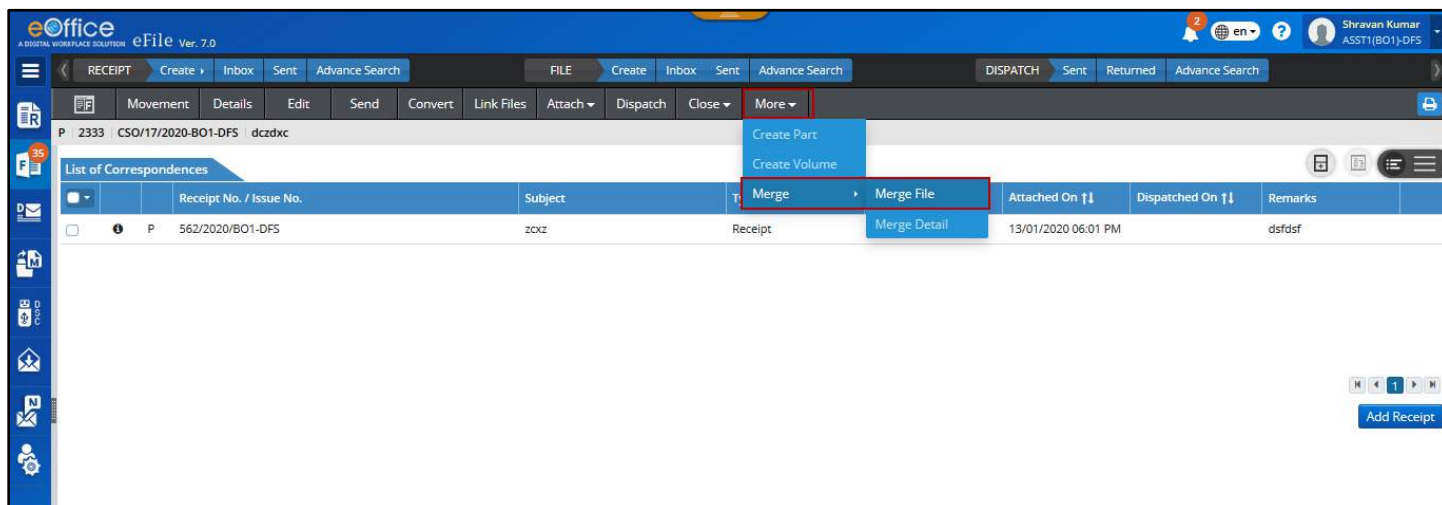 eOffice
A DIGITAL WORKPLACE SOLUTION eFile Ver. 7.0
2
en
?
Shravan Kumar
ASST1(BO1)-DFS
RECEIPT Create Inbox Sent Advance Search
FILE Create Inbox Sent Advance Search
DISPATCH Sent Returned Advance Search
Movement Details Edit Send Convert Link Files Attach Dispatch Close More
P 2333 CSO/17/2020-BO1-DFS dczdxc
Create Part
Create Volume
Merge
Merge File
Merge Detail
35
List of Correspondences
Receipt No. / Issue No. Subject Ty Attached On Dispatched On Remarks
P 562/2020/BO1-DFS zcxz Receipt 13/01/2020 06:01 PM dsfdsf
DSC
N
1
Add Receipt